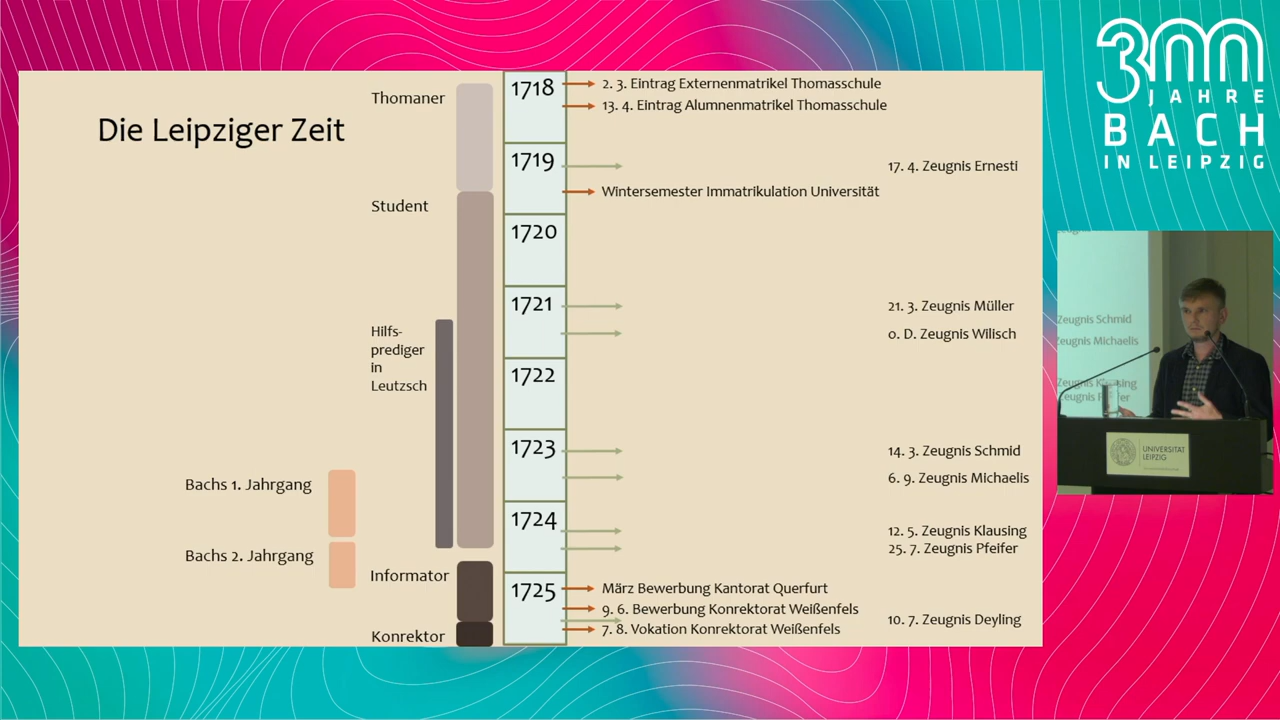 Die Leipziger Zeit
Thomaner
Student
Hilfs-
prediger
in
Leutzsch
Bachs 1. Jahrgang
Bachs 2. Jahrgang
Informator
Konrektor
1718
2. 3. Eintrag Externenmatrikel Thomasschule
13. 4. Eintrag Alumnenmatrikel Thomasschule
1719
17. 4. Zeugnis Ernesti
Wintersemester Immatrikulation Universität
1720
1721
21. 3. Zeugnis Müller
o. D. Zeugnis Wilisch
1722
1723
14. 3. Zeugnis Schmid
6. 9. Zeugnis Michaelis
1724
12. 5. Zeugnis Klausing
25. 7. Zeugnis Pfeifer
1725
März Bewerbung Kantorat Querfurt
9. 6. Bewerbung Konrektorat Weißenfels
10. 7. Zeugnis Deyling
7. 8. Vokation Konrektorat Weißenfels
300
JAHRE
BACH
IN LEIPZIG
Zeugnis Schmid
Zeugnis Michaelis
UNIVERSITÄT
LEIPZIG